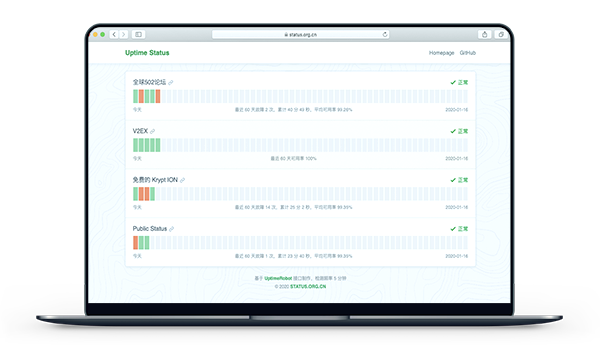 status.org.cn
Uptime Status
Homepage GitHub
全球502论坛
正常
今天 最近 60 天故障 2 次，累计 40 分 43 秒，平均可用率 99.26% 2020-01-16
V2EX
正常
今天 最近 60 天可用率 100% 2020-01-16
免费的 Krypt ION
正常
今天 最近 60 天故障 14 次，累计 25 分 2 秒，平均可用率 99.55% 2020-01-16
Public Status
正常
今天 最近 60 天故障 1 次，累计 23 分 40 秒，平均可用率 99.69% 2020-01-16
基于 UptimeRobot 接口制作，检测频率 5 分钟
© 2020 STATUS.ORG.CN